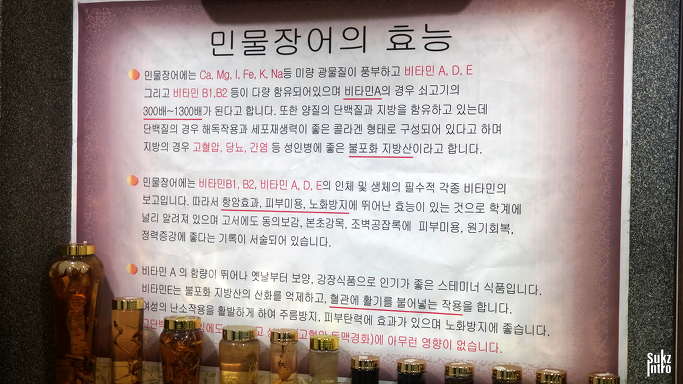 민물장어의 효능
민물장어에는 Ca, Mg, I, Fe, K, Na등 미량 광물질이 풍부하고 비타민 A, D, E
그리고 비타민 B1,B2 등이 다량 함유되어있으며 비타민A의 경우 쇠고기의
300배~1300배가 된다고 합니다. 또한 양질의 단백질과 지방을 함유하고 있는데
단백질의 경우 해독작용과 세포재생력이 좋은 콜라겐 형태로 구성되어 있다고 하며
지방의 경우 고혈압, 당뇨, 간염 등 성인병에 좋은 불포화 지방산이라고 합니다.
민물장어에는 비타민B1, B2, 비타민 A, D, E의 인체 및 생체의 필수적 각종 비타민의
보고입니다. 따라서 항암효과, 피부미용, 노화방지에 뛰어난 효능이 있는 것으로 학계에
널리 알려져 있으며 고서에도 동의보감, 본초강목, 조벽공잡록에 피부미용, 원기회복,
정력증강에 좋다는 기록이 서술되어 있습니다.
비타민 A 의 함량이 뛰어나 옛날부터 보양, 강장식품으로 인기가 좋은 스테미너 식품입니다.
비타민E는 불포화 지방산의 산화를 억제하고, 혈관에 활기를 불어넣는 작용을 합니다.
여성의 난소작용을 활발하게 하여 주름방지, 피부탄력에 효과가 있으며 노화방지에 좋습니다.
고단백 동맥경화)에 아무런 영향이 없습니다.
Sukz
Intro